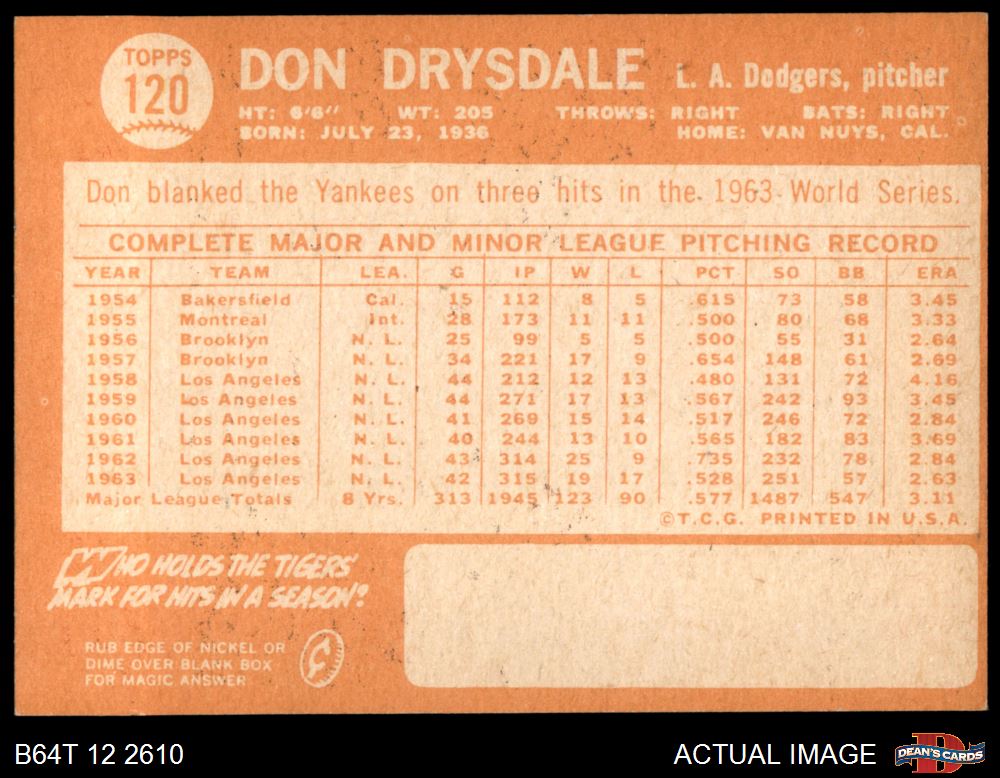 TOPPS
120
DON DRYSDALE L. A. Dodgers, pitcher
HT: 6'6" WT: 205 THROWS: RIGHT BATS: RIGHT
BORN: JULY 23, 1936 HOME: VAN NUYS, CAL.
Don blanked the Yankees on three hits in the 1963 World Series.
COMPLETE MAJOR AND MINOR LEAGUE PITCHING RECORD
YEAR TEAM LEA. G IP W L PCT SO BB ERA
1954 Bakersfield Cal. 15 112 8 5 .615 73 58 3.45
1955 Montreal Int. 28 173 11 11 .500 80 68 3.33
1956 Brooklyn N. L. 25 99 5 5 .500 55 31 2.64
1957 Brooklyn N. L. 34 221 17 9 .654 148 61 2.69
1958 Los Angeles N. L. 44 212 12 13 .480 131 72 4.16
1959 Los Angeles N. L. 44 271 17 13 .567 242 93 3.45
1960 Los Angeles N. L. 41 269 15 14 .517 246 72 2.84
1961 Los Angeles N. L. 40 244 13 10 .565 182 83 3.69
1962 Los Angeles N. L. 43 314 25 9 .735 232 78 2.84
1963 Los Angeles N. L. 42 315 19 17 .528 251 57 2.63
Major League Totals 8 Yrs. 313 1945 123 90 .577 1487 547 3.11
©T.C.G. PRINTED IN U.S.A.
WHO HOLDS THE TIGERS'
MARK FOR HITS IN A SEASON?
RUB EDGE OF NICKEL OR
DIME OVER BLANK BOX
FOR MAGIC ANSWER
¢
B64T 12 2610
ACTUAL IMAGE
D
DEAN'S CARDS